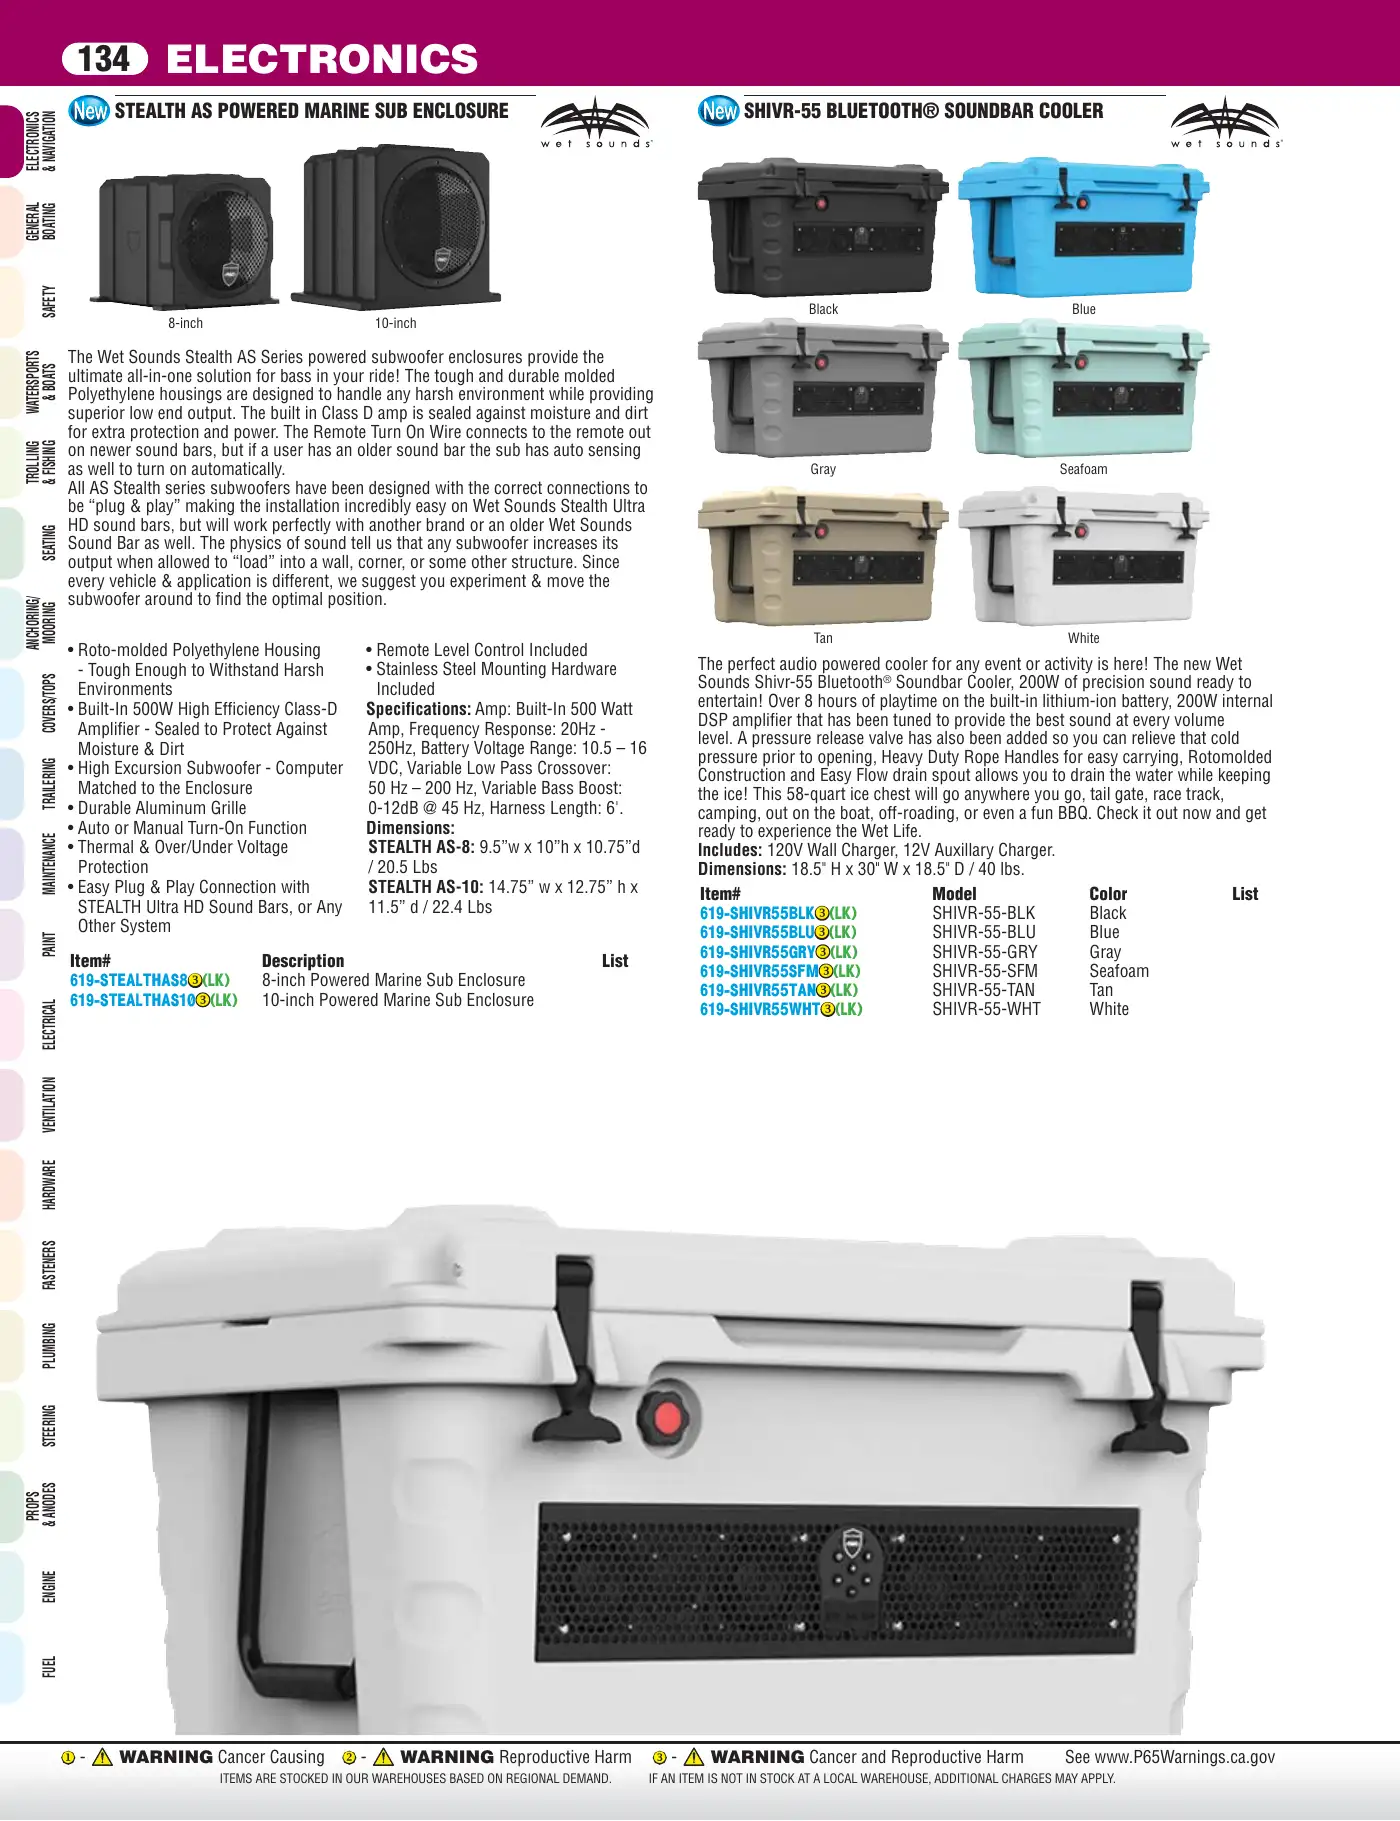 134 ELECTRONICS
ELECTRONICS
& NAVIGATION
GENERAL
BOATING
SAFETY
WATERSPORTS
& BOATS
TROLLING
& FISHING
SEATING
ANCHORING/
MOORING
COVERS/TOPS
TRAILERING
MAINTENANCE
PAINT
ELECTRICAL
VENTILATION
HARDWARE
FASTENERS
PLUMBING
STEERING
PROPS
& ANODES
ENGINE
FUEL
New STEALTH AS POWERED MARINE SUB ENCLOSURE
wet sounds
8-inch
10-inch
The Wet Sounds Stealth AS Series powered subwoofer enclosures provide the
ultimate all-in-one solution for bass in your ride! The tough and durable molded
Polyethylene housings are designed to handle any harsh environment while providing
superior low end output. The built in Class D amp is sealed against moisture and dirt
for extra protection and power. The Remote Turn On Wire connects to the remote out
on newer sound bars, but if a user has an older sound bar the sub has auto sensing
as well to turn on automatically.
All AS Stealth series subwoofers have been designed with the correct connections to
be “plug & play” making the installation incredibly easy on Wet Sounds Stealth Ultra
HD sound bars, but will work perfectly with another brand or an older Wet Sounds
Sound Bar as well. The physics of sound tell us that any subwoofer increases its
output when allowed to “load” into a wall, corner, or some other structure. Since
every vehicle & application is different, we suggest you experiment & move the
subwoofer around to find the optimal position.
• Roto-molded Polyethylene Housing
- Tough Enough to Withstand Harsh
Environments
• Built-In 500W High Efficiency Class-D
Amplifier - Sealed to Protect Against
Moisture & Dirt
• High Excursion Subwoofer - Computer
Matched to the Enclosure
• Durable Aluminum Grille
• Auto or Manual Turn-On Function
• Thermal & Over/Under Voltage
Protection
• Easy Plug & Play Connection with
STEALTH Ultra HD Sound Bars, or Any
Other System
• Remote Level Control Included
• Stainless Steel Mounting Hardware
Included
Specifications: Amp: Built-In 500 Watt
Amp, Frequency Response: 20Hz -
250Hz, Battery Voltage Range: 10.5 – 16
VDC, Variable Low Pass Crossover:
50 Hz – 200 Hz, Variable Bass Boost:
0-12dB @ 45 Hz, Harness Length: 6'.
Dimensions:
STEALTH AS-8: 9.5”w x 10”h x 10.75”d
/ 20.5 Lbs
STEALTH AS-10: 14.75” w x 12.75” h x
11.5” d / 22.4 Lbs
Item# Description List
619-STEALTHAS8 3 (LK) 8-inch Powered Marine Sub Enclosure
619-STEALTHAS10 3 (LK) 10-inch Powered Marine Sub Enclosure
New SHIVR-55 BLUETOOTH® SOUNDBAR COOLER
wet sounds
Black
Blue
Gray
Seafoam
Tan
White
The perfect audio powered cooler for any event or activity is here! The new Wet
Sounds Shivr-55 Bluetooth® Soundbar Cooler, 200W of precision sound ready to
entertain! Over 8 hours of playtime on the built-in lithium-ion battery, 200W internal
DSP amplifier that has been tuned to provide the best sound at every volume
level. A pressure release valve has also been added so you can relieve that cold
pressure prior to opening, Heavy Duty Rope Handles for easy carrying, Rotomolded
Construction and Easy Flow drain spout allows you to drain the water while keeping
the ice! This 58-quart ice chest will go anywhere you go, tail gate, race track,
camping, out on the boat, off-roading, or even a fun BBQ. Check it out now and get
ready to experience the Wet Life.
Includes: 120V Wall Charger, 12V Auxillary Charger.
Dimensions: 18.5" H x 30" W x 18.5" D / 40 lbs.
Item# Model Color List
619-SHIVR55BLK 3 (LK) SHIVR-55-BLK Black
619-SHIVR55BLU 3 (LK) SHIVR-55-BLU Blue
619-SHIVR55GRY 3 (LK) SHIVR-55-GRY Gray
619-SHIVR55SFM 3 (LK) SHIVR-55-SFM Seafoam
619-SHIVR55TAN 3 (LK) SHIVR-55-TAN Tan
619-SHIVR55WHT 3 (LK) SHIVR-55-WHT White
1 - WARNING Cancer Causing 2 - WARNING Reproductive Harm 3 - WARNING Cancer and Reproductive Harm See www.P65Warnings.ca.gov
ITEMS ARE STOCKED IN OUR WAREHOUSES BASED ON REGIONAL DEMAND. IF AN ITEM IS NOT IN STOCK AT A LOCAL WAREHOUSE, ADDITIONAL CHARGES MAY APPLY.